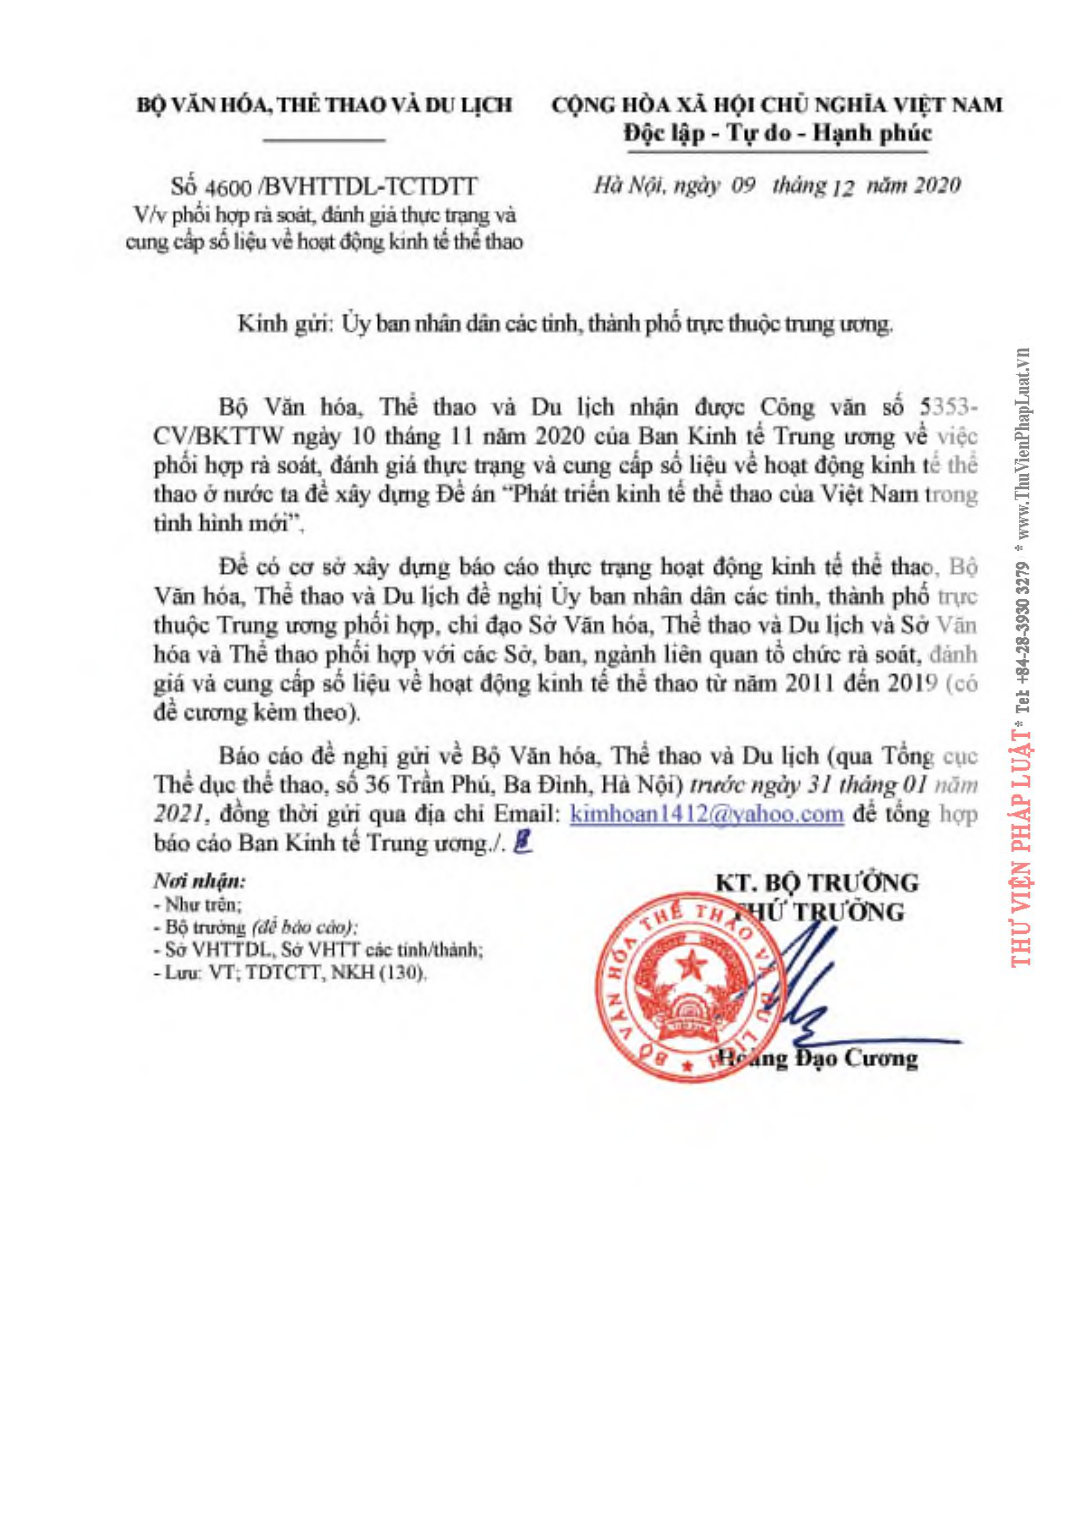 BỘ VĂN HÓA, THỂ THAO VÀ DU LỊCH
CỘNG HÒA XÃ HỘI CHỦ NGHĨA VIỆT NAM
Độc lập - Tự do - Hạnh phúc
Số 4600 /BVHTTDL-TCTDTT
V/v phối hợp rà soát, đánh giá thực trạng và
cung cấp số liệu về hoạt động kinh tế thể thao
Hà Nội, ngày 09 tháng 12 năm 2020
Kính gửi: Ủy ban nhân dân các tỉnh, thành phố trực thuộc trung ương.
Bộ Văn hóa, Thể thao và Du lịch nhận được Công văn số 5353-
CV/BKTTW ngày 10 tháng 11 năm 2020 của Ban Kinh tế Trung ương về việc
phối hợp rà soát, đánh giá thực trạng và cung cấp số liệu về hoạt động kinh tế thể
thao ở nước ta để xây dựng Đề án “Phát triển kinh tế thể thao của Việt Nam trong
tình hình mới”.
Để có cơ sở xây dựng báo cáo thực trạng hoạt động kinh tế thể thao, Bộ
Văn hóa, Thể thao và Du lịch đề nghị Ủy ban nhân dân các tỉnh, thành phố trực
thuộc Trung ương phối hợp, chỉ đạo Sở Văn hóa, Thể thao và Du lịch và Sở Văn
hóa và Thể thao phối hợp với các Sở, ban, ngành liên quan tổ chức rà soát, đánh
giá và cung cấp số liệu về hoạt động kinh tế thể thao từ năm 2011 đến 2019 (có
đề cương kèm theo).
Báo cáo đề nghị gửi về Bộ Văn hóa, Thể thao và Du lịch (qua Tổng cục
Thể dục thể thao, số 36 Trần Phú, Ba Đình, Hà Nội) trước ngày 31 tháng 01 năm
2021, đồng thời gửi qua địa chỉ Email: kimhoan1412@yahoo.com để tổng hợp
báo cáo Ban Kinh tế Trung ương./.
Nơi nhận:
- Như trên;
- Bộ trưởng (để báo cáo);
- Sở VHTTDL, Sở VHTT các tỉnh/thành;
- Lưu: VT; TDTCTT, NKH (130).
KT. BỘ TRƯỞNG
THỨ TRƯỞNG
BỘ VĂN HÓA THỂ THAO VÀ DU LỊCH
Hoàng Đạo Cương
THƯ VIỆN PHÁP LUẬT * Tel: +84-28-3930 3279 * www.ThuVienPhapLuat.vn